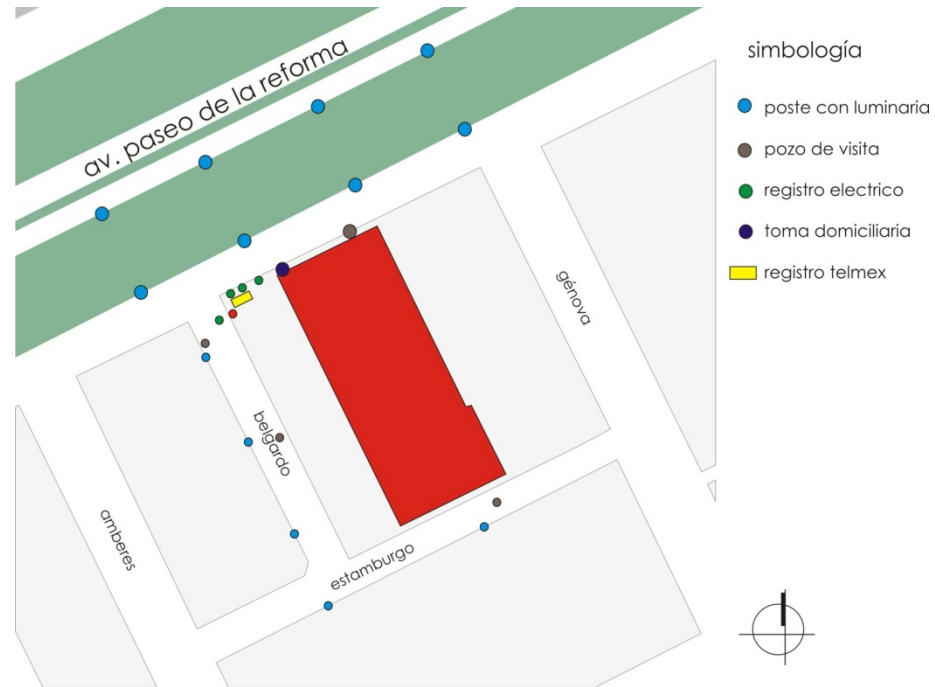 av. paseo de la reforma
simbología
poste con luminaria
pozo de visita
registro electrico
toma domiciliaria
registro telmex
génova
belgardo
amberes
estamburgo